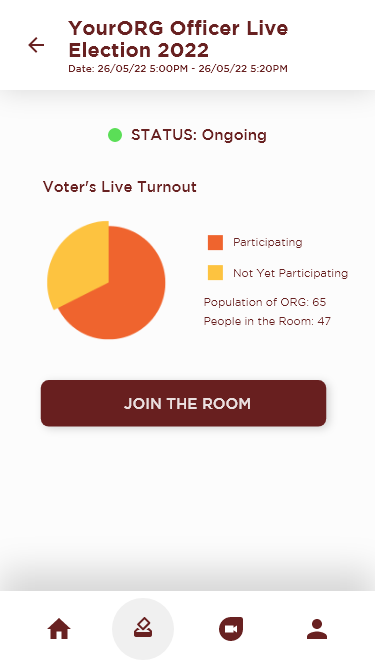 YourORG Officer Live
Election 2022
Date: 26/05/22 5:00PM - 26/05/22 5:20PM
STATUS: Ongoing
Voter's Live Turnout
Participating
Not Yet Participating
Population of ORG: 65
People in the Room: 47
JOIN THE ROOM